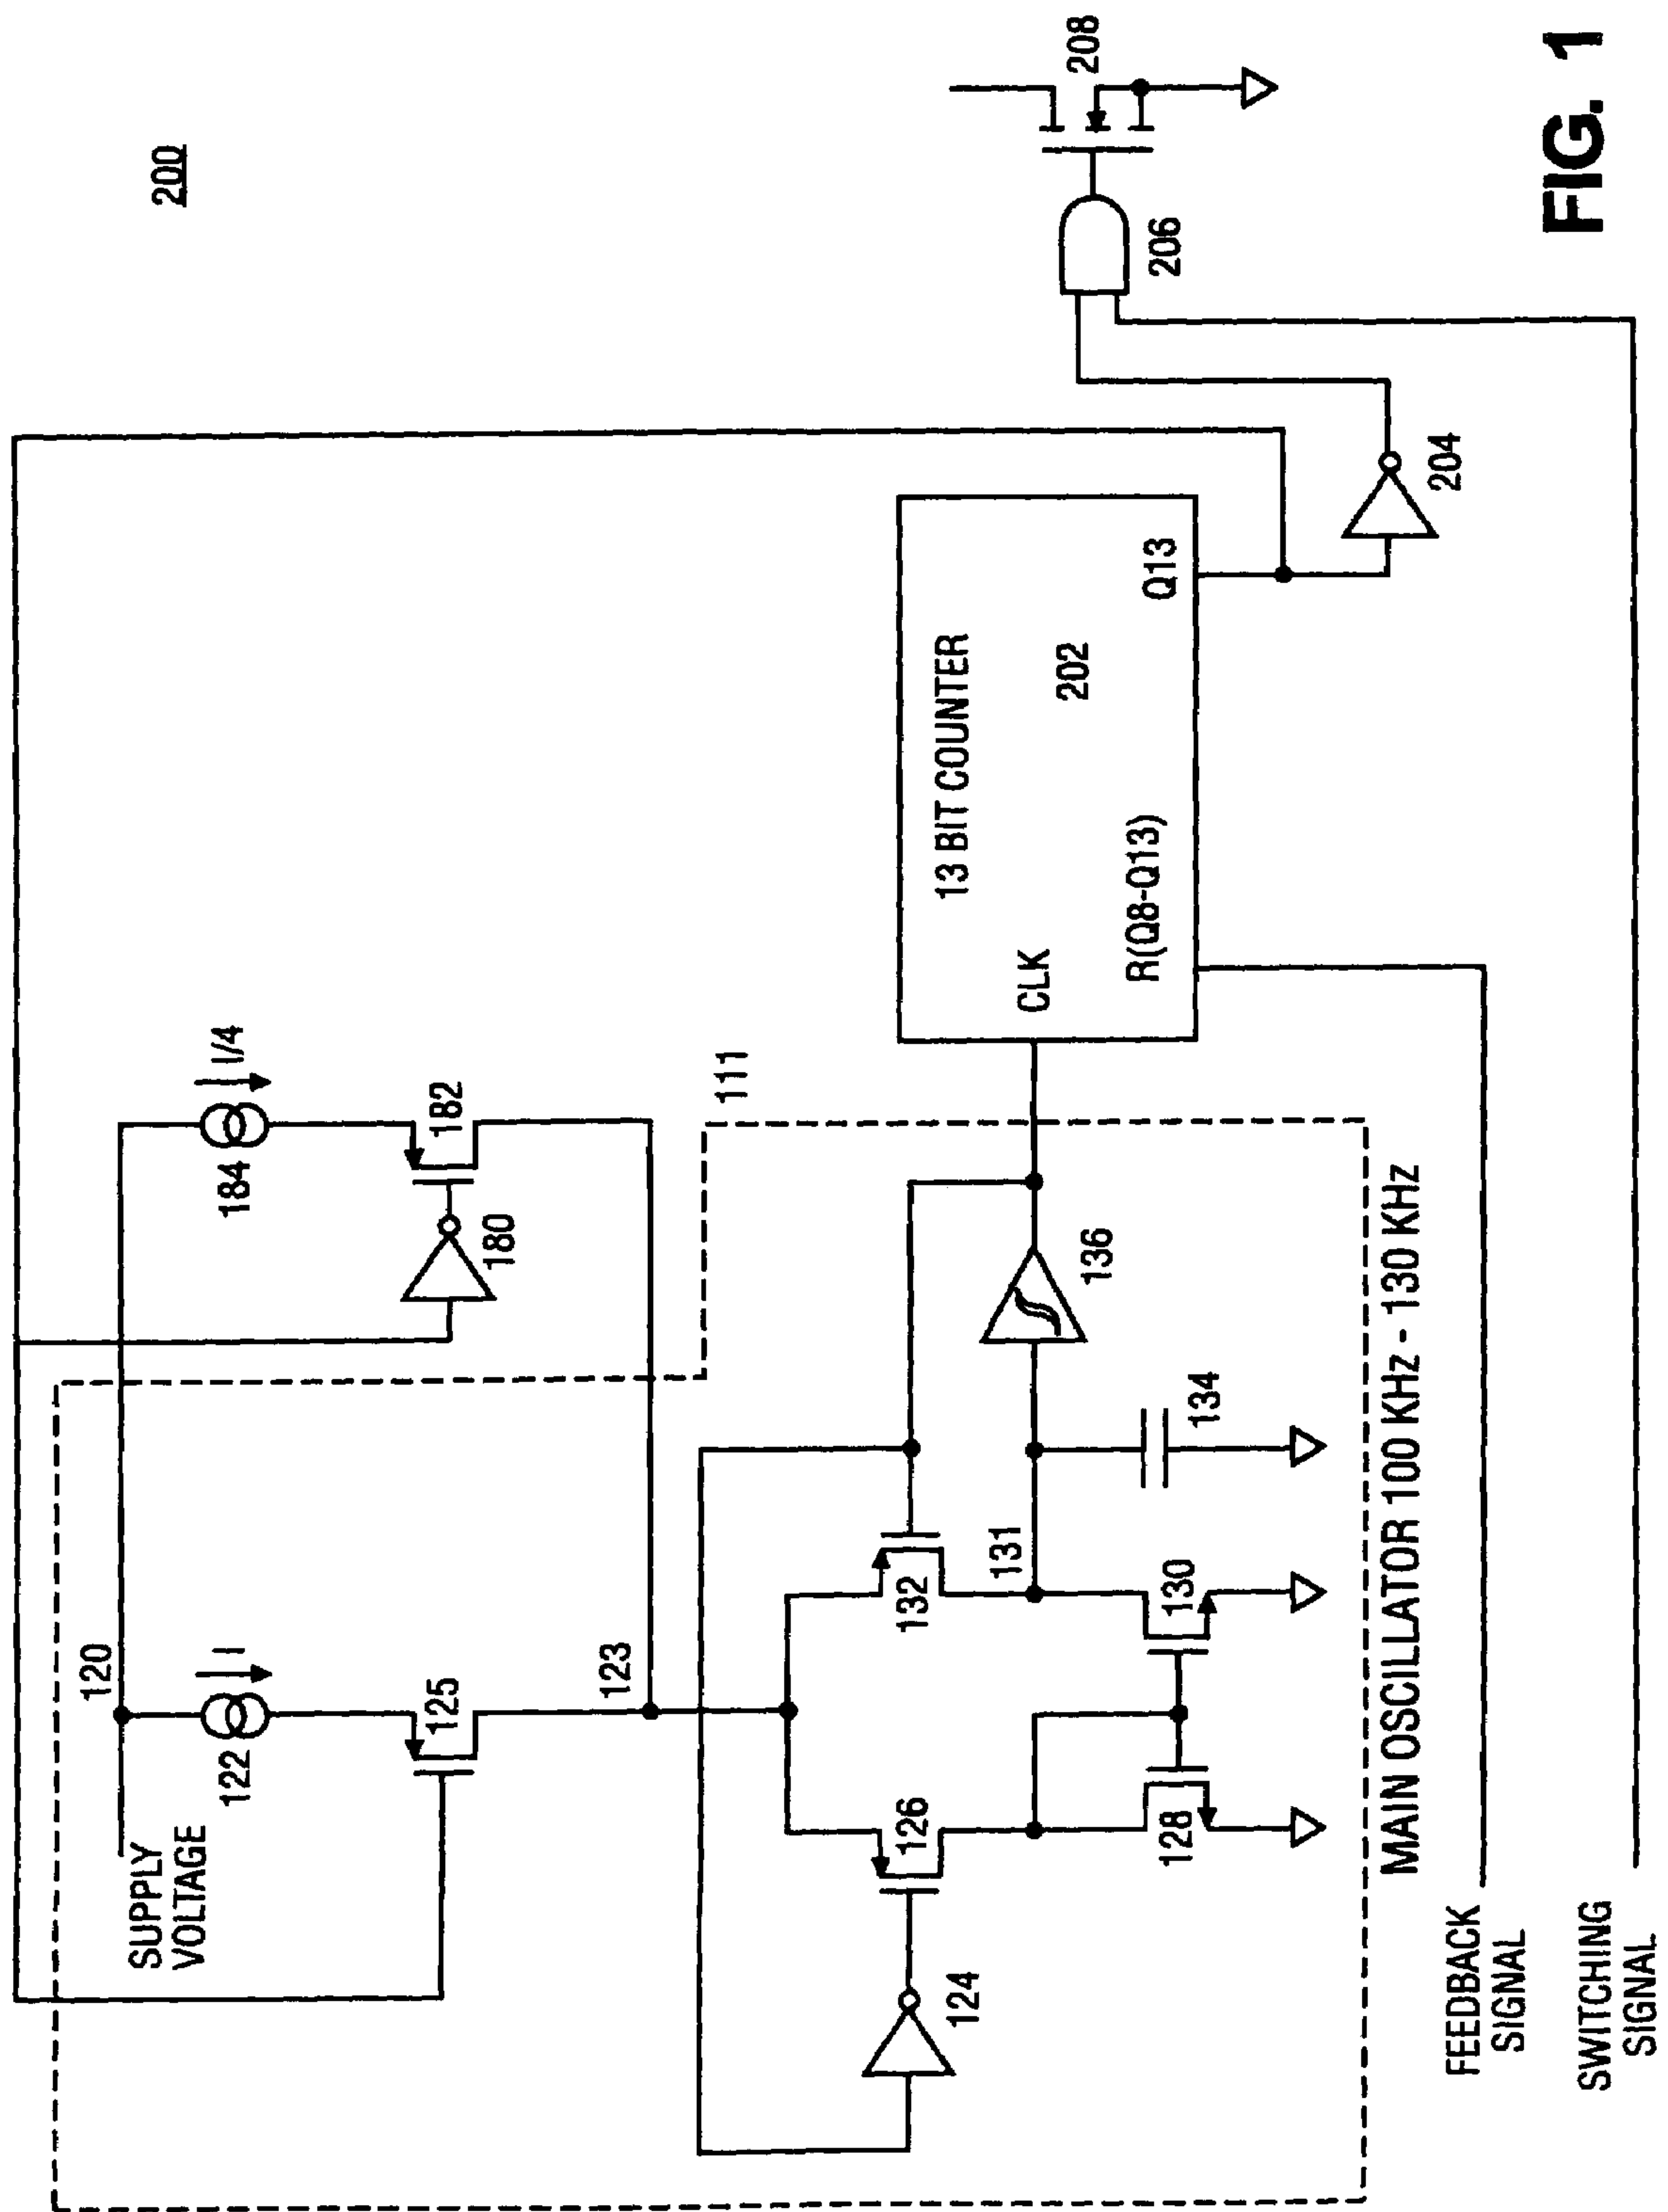 200
120
SUPPLY
VOLTAGE
122
I
125
123
184
I/4
182
180
111
124
126
128
132
131
130
134
136
MAIN OSCILLATOR 100 KHz - 130 KHz
13 BIT COUNTER
202
CLK
R(Q8-Q13)
Q13
204
206
208
FEEDBACK
SIGNAL
SWITCHING
SIGNAL
FIG. 1